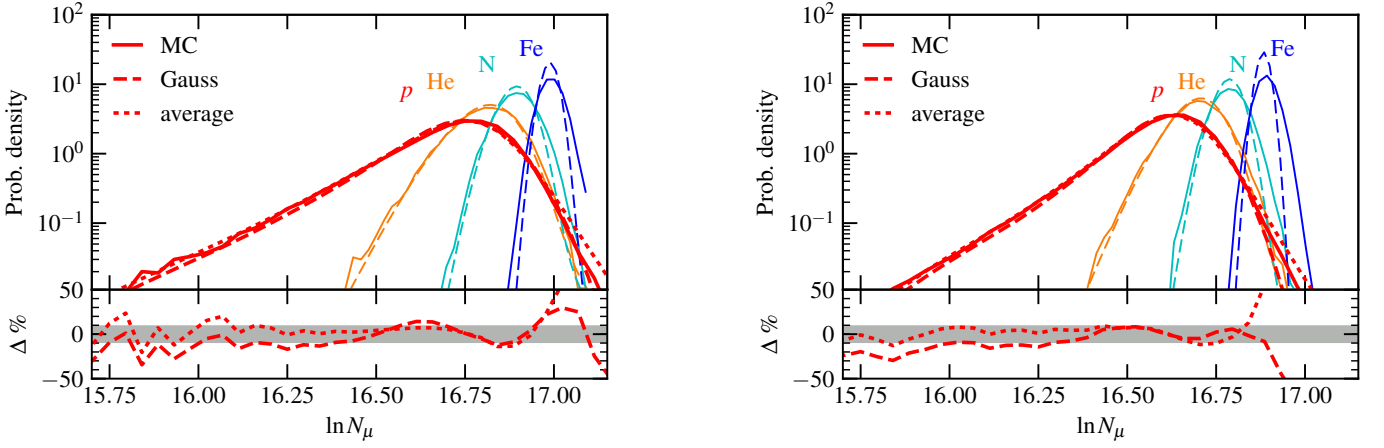 10²
MC
Gauss
average
p
He
N
Fe
10¹
10⁰
10⁻¹
Prob. density
50
0
−50
Δ %
15.75 16.00 16.25 16.50 16.75 17.00
ln Nμ
10²
MC
Gauss
average
p
He
N
Fe
10¹
10⁰
10⁻¹
Prob. density
50
0
−50
Δ %
15.75 16.00 16.25 16.50 16.75 17.00
ln Nμ